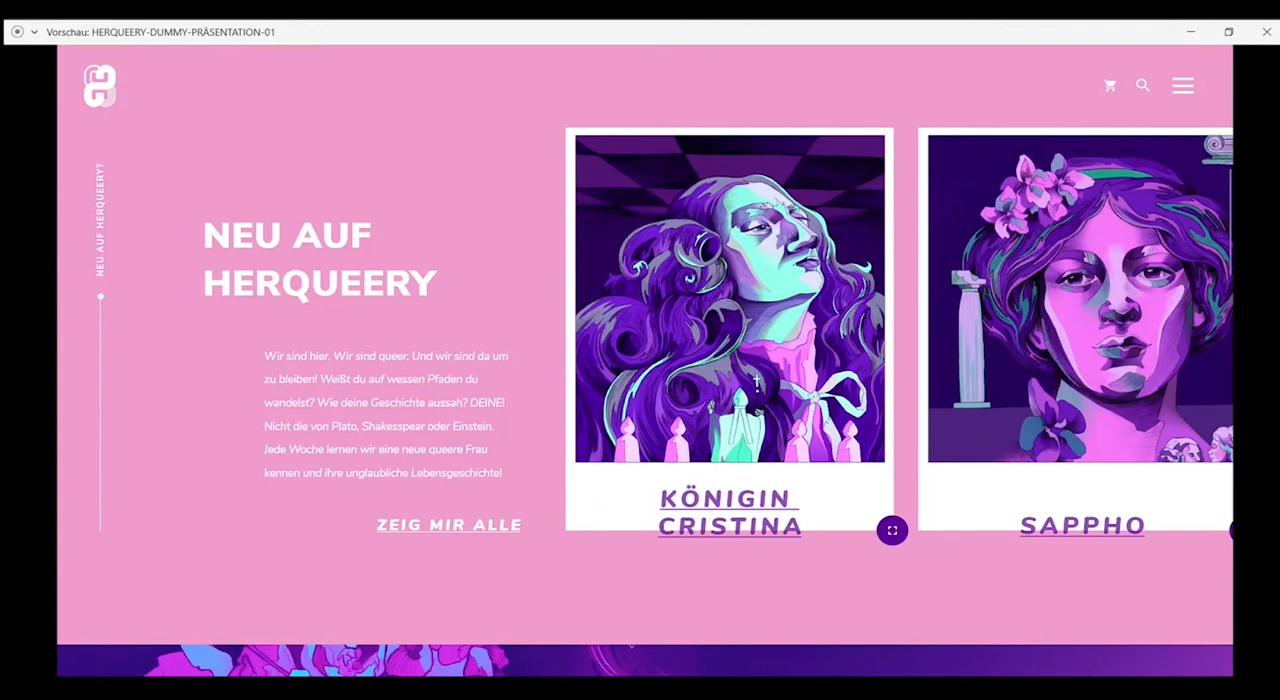 Vorschau: HERQUEERY-DUMMY-PRÄSENTATION-01
NEU AUF HERQUEERY?
NEU AUF
HERQUEERY
Wir sind hier. Wir sind queer. Und wir sind da um
zu bleiben! Weißt du auf wessen Pfaden du
wandelst? Wie deine Geschichte aussah? DEINE!
Nicht die von Plato, Shakesspear oder Einstein.
Jede Woche lernen wir eine neue queere Frau
kennen und ihre unglaubliche Lebensgeschichte!
ZEIG MIR ALLE
KÖNIGIN
CRISTINA
SAPPHO